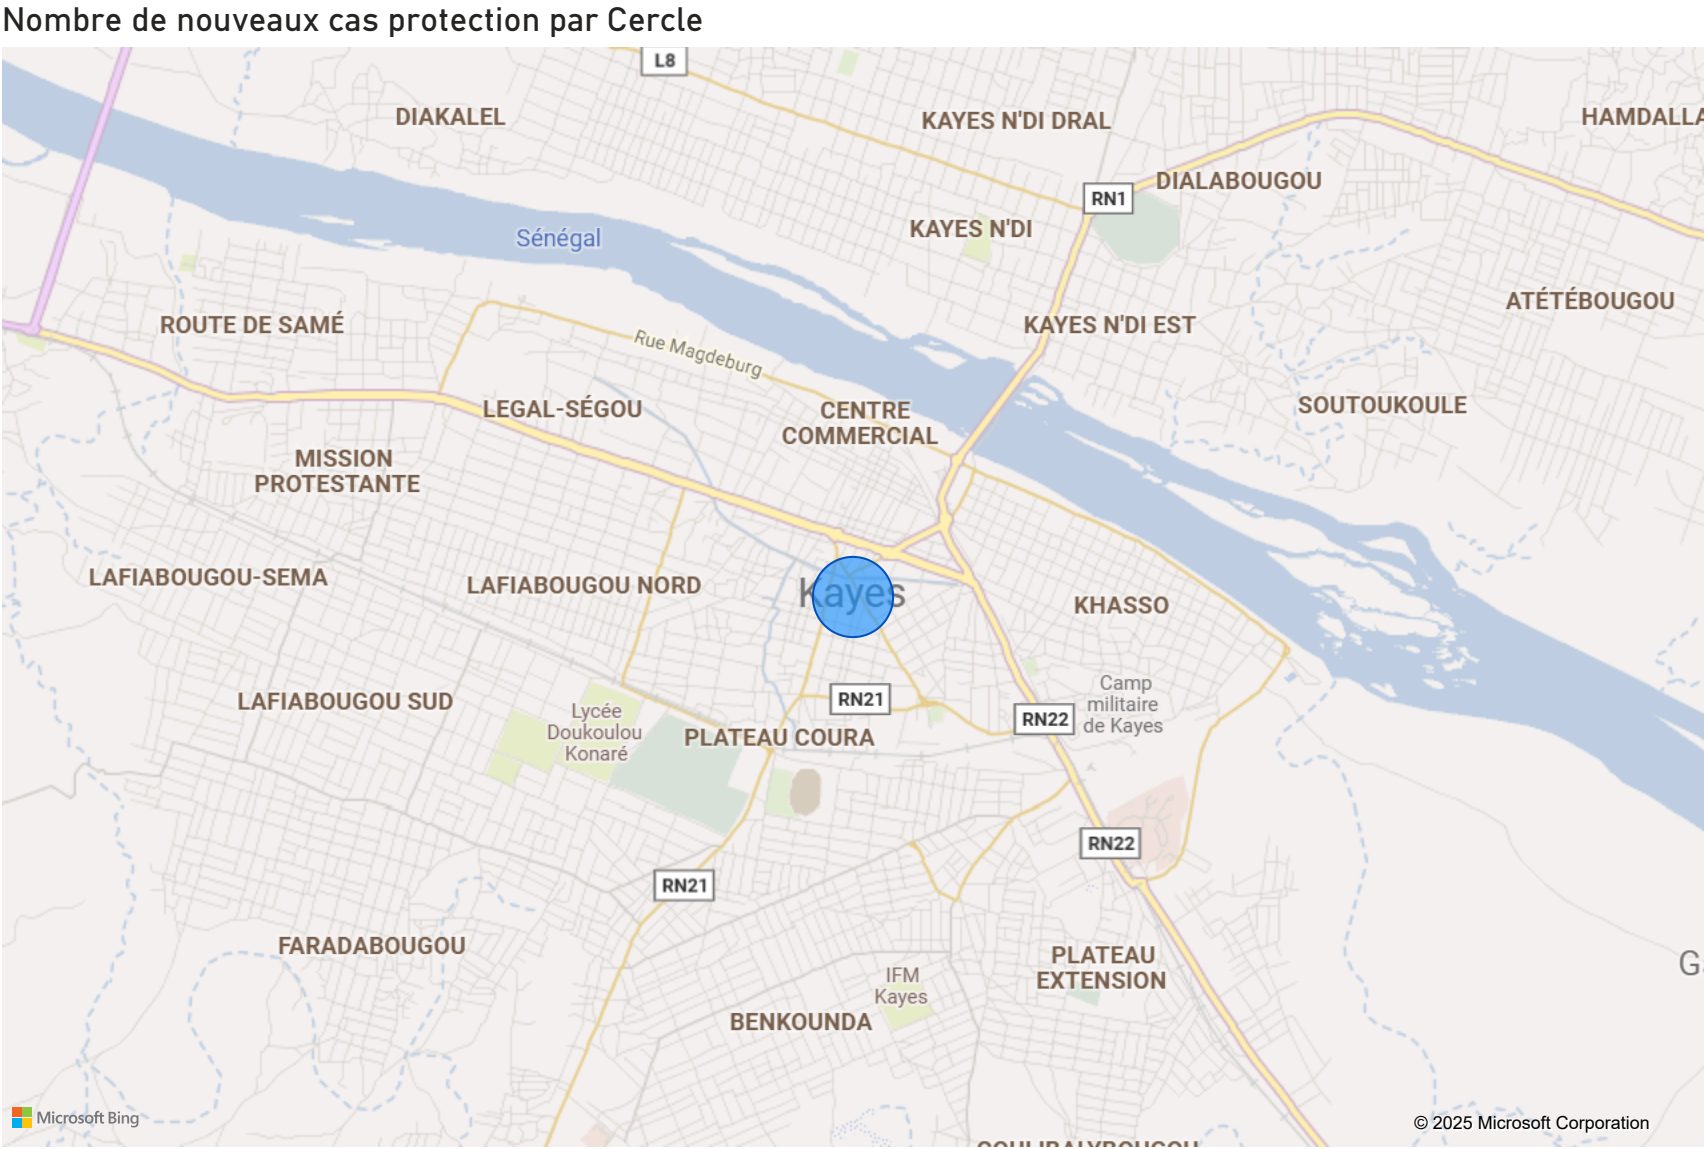 Nombre de nouveaux cas protection par Cercle
L8
DIAKALEL
KAYES N'DI DRAL
HAMDALLA
DIALABOUGOU
RN1
KAYES N'DI
Sénégal
ATÉTÉBOUGOU
ROUTE DE SAMÉ
KAYES N'DI EST
Rue Magdeburg
LEGAL-SÉGOU
CENTRE
COMMERCIAL
SOUTOUKOULE
MISSION
PROTESTANTE
LAFIABOUGOU-SEMA
LAFIABOUGOU NORD
Kayes
KHASSO
LAFIABOUGOU SUD
RN21
Camp
militaire
de Kayes
RN22
Lycée
Doukoulou
Konaré
PLATEAU COURA
RN22
RN21
FARADABOUGOU
PLATEAU
EXTENSION
G
IFM
Kayes
BENKOUNDA
Microsoft Bing
© 2025 Microsoft Corporation
COULIBALYBOUGOU